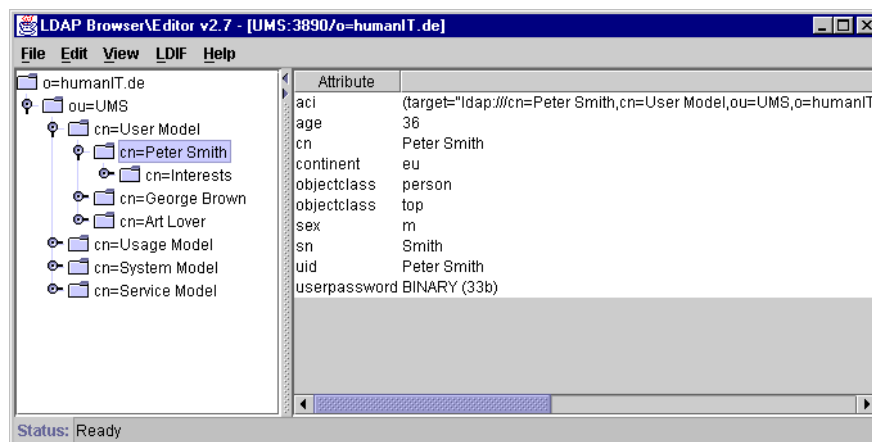 LDAP Browser\Editor v2.7 - [UMS:3890/o=humanIT.de]
File Edit View LDIF Help
o=humanIT.de
ou=UMS
cn=User Model
cn=Peter Smith
cn=Interests
cn=George Brown
cn=Art Lover
cn=Usage Model
cn=System Model
cn=Service Model
Attribute
aci (target="ldap:///cn=Peter Smith,cn=User Model,ou=UMS,o=humanIT
age 36
cn Peter Smith
continent eu
objectclass person
objectclass top
sex m
sn Smith
uid Peter Smith
userpassword BINARY (33b)
Status: Ready